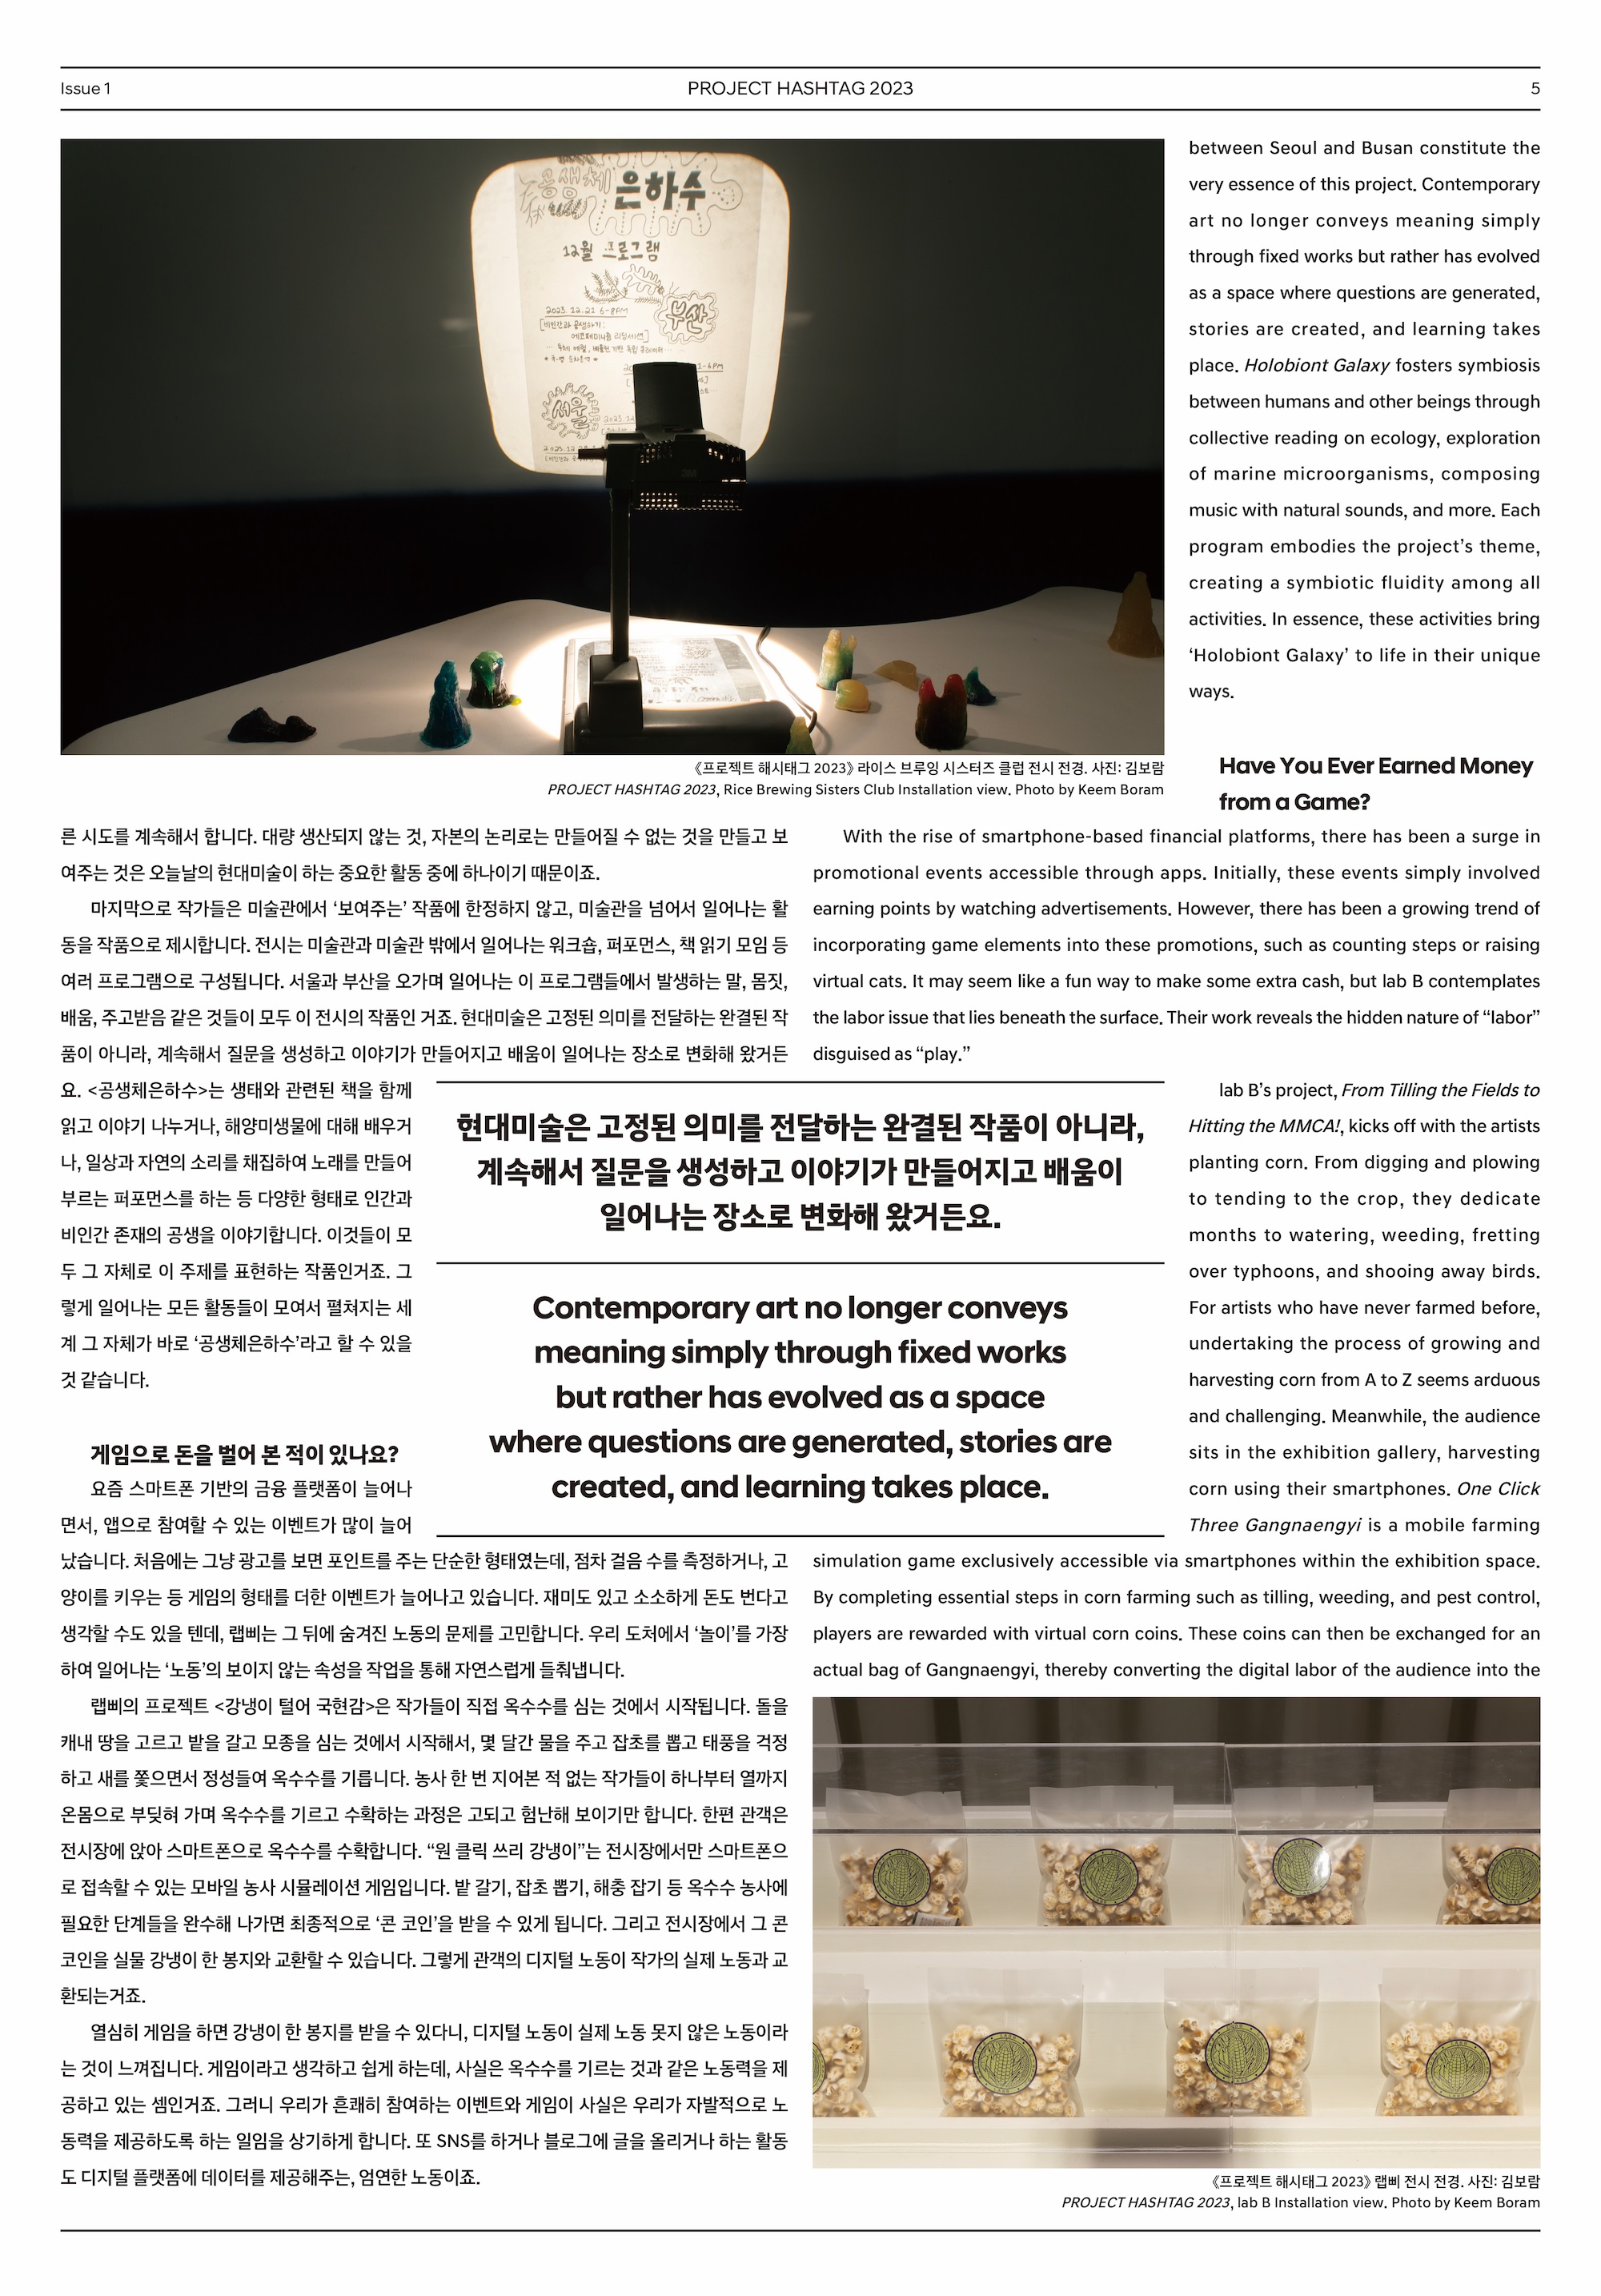 Issue 1
PROJECT HASHTAG 2023
5
공생체
은하수
12월 프로그램
2023.12.21 6-8PM
부산
서울
《프로젝트 해시태그 2023》 라이스 브루잉 시스터즈 클럽 전시 전경. 사진: 김보람
PROJECT HASHTAG 2023, Rice Brewing Sisters Club Installation view. Photo by Keem Boram
른 시도를 계속해서 합니다. 대량 생산되지 않는 것, 자본의 논리로는 만들어질 수 없는 것을 만들고 보
여주는 것은 오늘날의 현대미술이 하는 중요한 활동 중에 하나이기 때문이죠.
마지막으로 작가들은 미술관에서 ‘보여주는’ 작품에 한정하지 않고, 미술관을 넘어서 일어나는 활
동을 작품으로 제시합니다. 전시는 미술관과 미술관 밖에서 일어나는 워크숍, 퍼포먼스, 책 읽기 모임 등
여러 프로그램으로 구성됩니다. 서울과 부산을 오가며 일어나는 이 프로그램들에서 발생하는 말, 몸짓,
배움, 주고받음 같은 것들이 모두 이 전시의 작품인 거죠. 현대미술은 고정된 의미를 전달하는 완결된 작
품이 아니라, 계속해서 질문을 생성하고 이야기가 만들어지고 배움이 일어나는 장소로 변화해 왔거든
요. <공생체은하수>는 생태와 관련된 책을 함께
읽고 이야기 나누거나, 해양미생물에 대해 배우거
나, 일상과 자연의 소리를 채집하여 노래를 만들어
부르는 퍼포먼스를 하는 등 다양한 형태로 인간과
비인간 존재의 공생을 이야기합니다. 이것들이 모
두 그 자체로 이 주제를 표현하는 작품인거죠. 그
렇게 일어나는 모든 활동들이 모여서 펼쳐지는 세
계 그 자체가 바로 ‘공생체은하수’라고 할 수 있을
것 같습니다.
게임으로 돈을 벌어 본 적이 있나요?
요즘 스마트폰 기반의 금융 플랫폼이 늘어나
면서, 앱으로 참여할 수 있는 이벤트가 많이 늘어
났습니다. 처음에는 그냥 광고를 보면 포인트를 주는 단순한 형태였는데, 점차 걸음 수를 측정하거나, 고
양이를 키우는 등 게임의 형태를 더한 이벤트가 늘어나고 있습니다. 재미도 있고 소소하게 돈도 번다고
생각할 수도 있을 텐데, 랩삐는 그 뒤에 숨겨진 노동의 문제를 고민합니다. 우리 도처에서 ‘놀이’를 가장
하여 일어나는 ‘노동’의 보이지 않는 속성을 작업을 통해 자연스럽게 들춰냅니다.
랩삐의 프로젝트 <강냉이 털어 국현감>은 작가들이 직접 옥수수를 심는 것에서 시작됩니다. 돌을
캐내 땅을 고르고 밭을 갈고 모종을 심는 것에서 시작해서, 몇 달간 물을 주고 잡초를 뽑고 태풍을 걱정
하고 새를 쫓으면서 정성들여 옥수수를 기릅니다. 농사 한 번 지어본 적 없는 작가들이 하나부터 열까지
온몸으로 부딪혀 가며 옥수수를 기르고 수확하는 과정은 고되고 험난해 보이기만 합니다. 한편 관객은
전시장에 앉아 스마트폰으로 옥수수를 수확합니다. “원 클릭 쓰리 강냉이”는 전시장에서만 스마트폰으
로 접속할 수 있는 모바일 농사 시뮬레이션 게임입니다. 밭 갈기, 잡초 뽑기, 해충 잡기 등 옥수수 농사에
필요한 단계들을 완수해 나가면 최종적으로 ‘콘 코인’을 받을 수 있게 됩니다. 그리고 전시장에서 그 콘
코인을 실물 강냉이 한 봉지와 교환할 수 있습니다. 그렇게 관객의 디지털 노동이 작가의 실제 노동과 교
환되는거죠.
열심히 게임을 하면 강냉이 한 봉지를 받을 수 있다니, 디지털 노동이 실제 노동 못지 않은 노동이라
는 것이 느껴집니다. 게임이라고 생각하고 쉽게 하는데, 사실은 옥수수를 기르는 것과 같은 노동력을 제
공하고 있는 셈인거죠. 그러니 우리가 흔쾌히 참여하는 이벤트와 게임이 사실은 우리가 자발적으로 노
동력을 제공하도록 하는 일임을 상기하게 합니다. 또 SNS를 하거나 블로그에 글을 올리거나 하는 활동
도 디지털 플랫폼에 데이터를 제공해주는, 엄연한 노동이죠.
현대미술은 고정된 의미를 전달하는 완결된 작품이 아니라,
계속해서 질문을 생성하고 이야기가 만들어지고 배움이
일어나는 장소로 변화해 왔거든요.
Contemporary art no longer conveys
meaning simply through fixed works
but rather has evolved as a space
where questions are generated, stories are
created, and learning takes place.
between Seoul and Busan constitute the
very essence of this project. Contemporary
art no longer conveys meaning simply
through fixed works but rather has evolved
as a space where questions are generated,
stories are created, and learning takes
place. Holobiont Galaxy fosters symbiosis
between humans and other beings through
collective reading on ecology, exploration
of marine microorganisms, composing
music with natural sounds, and more. Each
program embodies the project’s theme,
creating a symbiotic fluidity among all
activities. In essence, these activities bring
‘Holobiont Galaxy’ to life in their unique
ways.
Have You Ever Earned Money
from a Game?
With the rise of smartphone-based financial platforms, there has been a surge in
promotional events accessible through apps. Initially, these events simply involved
earning points by watching advertisements. However, there has been a growing trend of
incorporating game elements into these promotions, such as counting steps or raising
virtual cats. It may seem like a fun way to make some extra cash, but lab B contemplates
the labor issue that lies beneath the surface. Their work reveals the hidden nature of “labor”
disguised as “play.”
lab B’s project, From Tilling the Fields to
Hitting the MMCA!, kicks off with the artists
planting corn. From digging and plowing
to tending to the crop, they dedicate
months to watering, weeding, fretting
over typhoons, and shooing away birds.
For artists who have never farmed before,
undertaking the process of growing and
harvesting corn from A to Z seems arduous
and challenging. Meanwhile, the audience
sits in the exhibition gallery, harvesting
corn using their smartphones. One Click
Three Gangnaengyi is a mobile farming
simulation game exclusively accessible via smartphones within the exhibition space.
By completing essential steps in corn farming such as tilling, weeding, and pest control,
players are rewarded with virtual corn coins. These coins can then be exchanged for an
actual bag of Gangnaengyi, thereby converting the digital labor of the audience into the
《프로젝트 해시태그 2023》 랩삐 전시 전경. 사진: 김보람
PROJECT HASHTAG 2023, lab B Installation view. Photo by Keem Boram